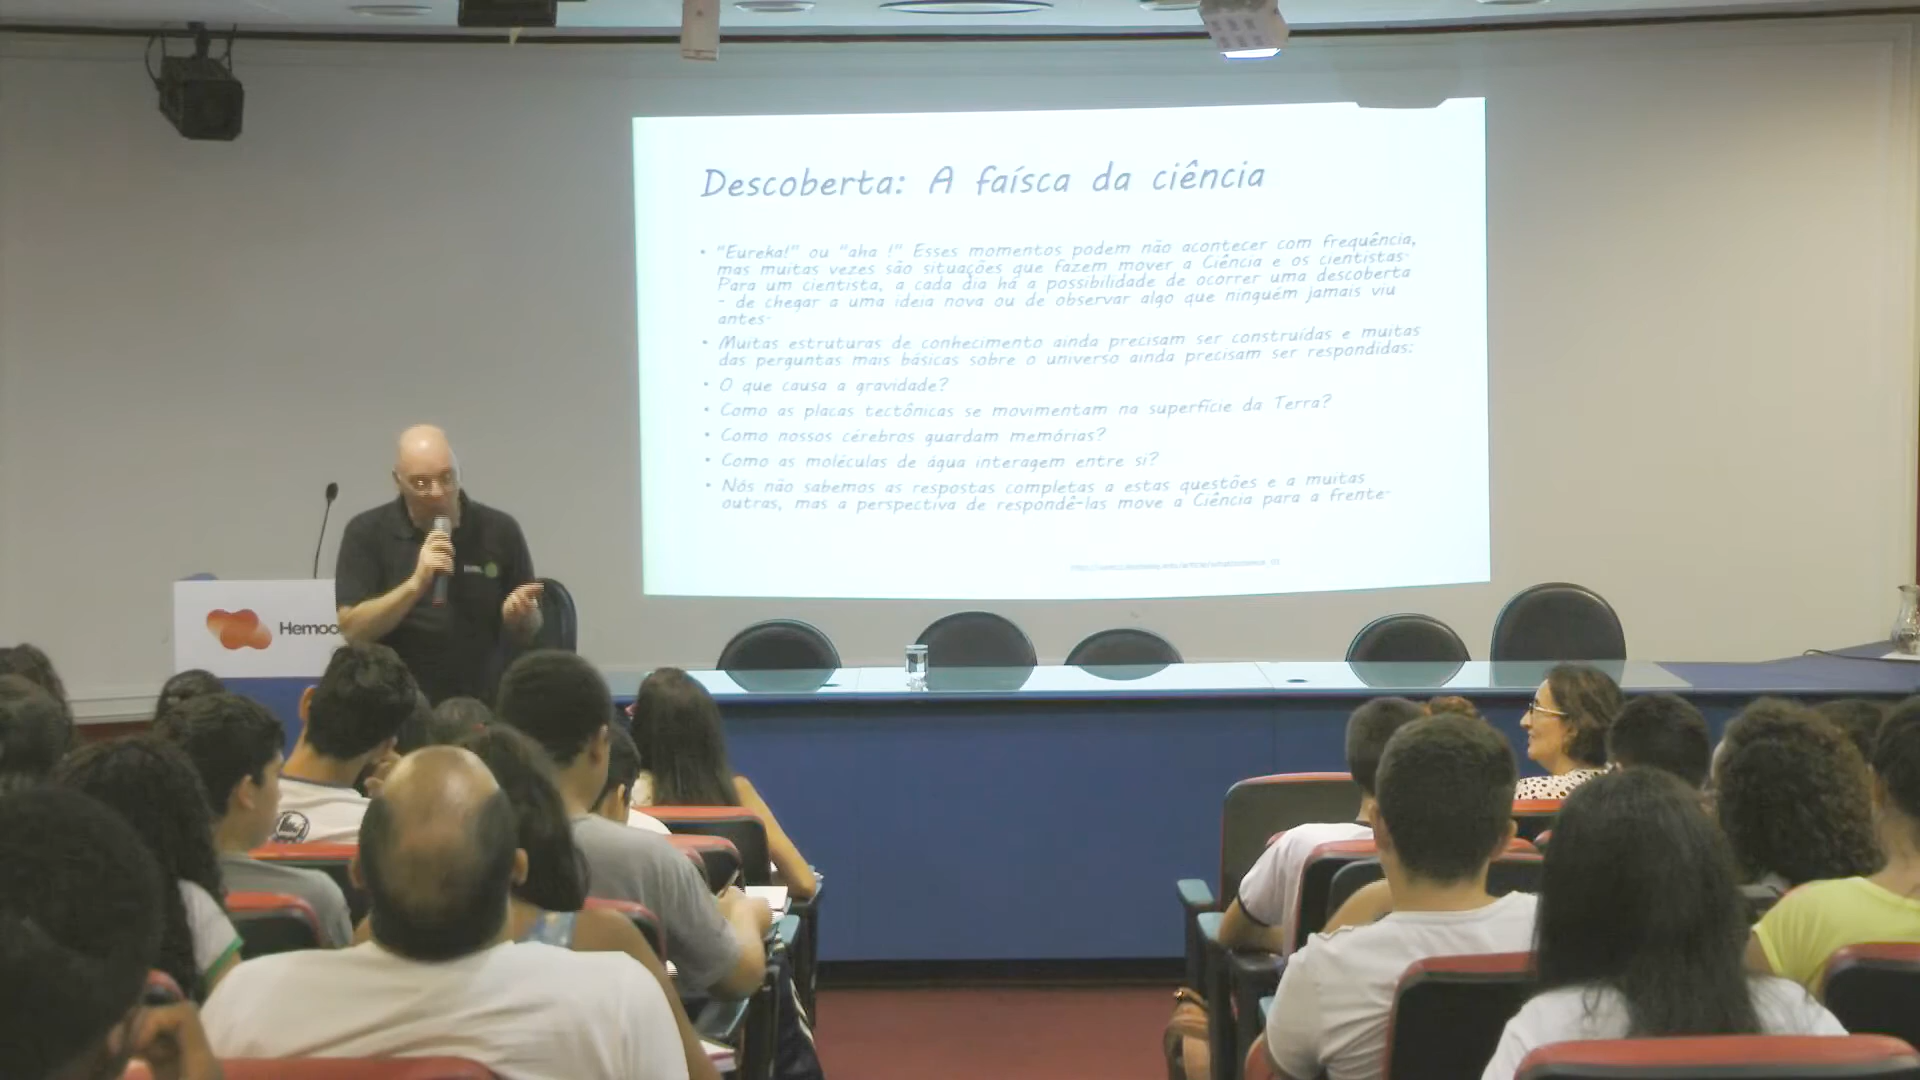 Descoberta: A faísca da ciência
• "Eureka!" ou "aha !" Esses momentos podem não acontecer com frequência,
mas muitas vezes são situações que fazem mover a Ciência e os cientistas.
Para um cientista, a cada dia há a possibilidade de ocorrer uma descoberta
- de chegar a uma ideia nova ou de observar algo que ninguém jamais viu
antes.
• Muitas estruturas de conhecimento ainda precisam ser construídas e muitas
das perguntas mais básicas sobre o universo ainda precisam ser respondidas:
• O que causa a gravidade?
• Como as placas tectônicas se movimentam na superfície da Terra?
• Como nossos cérebros guardam memórias?
• Como as moléculas de água interagem entre si?
• Nós não sabemos as respostas completas a estas questões e a muitas
outras, mas a perspectiva de respondê-las move a Ciência para a frente.
Hemoo